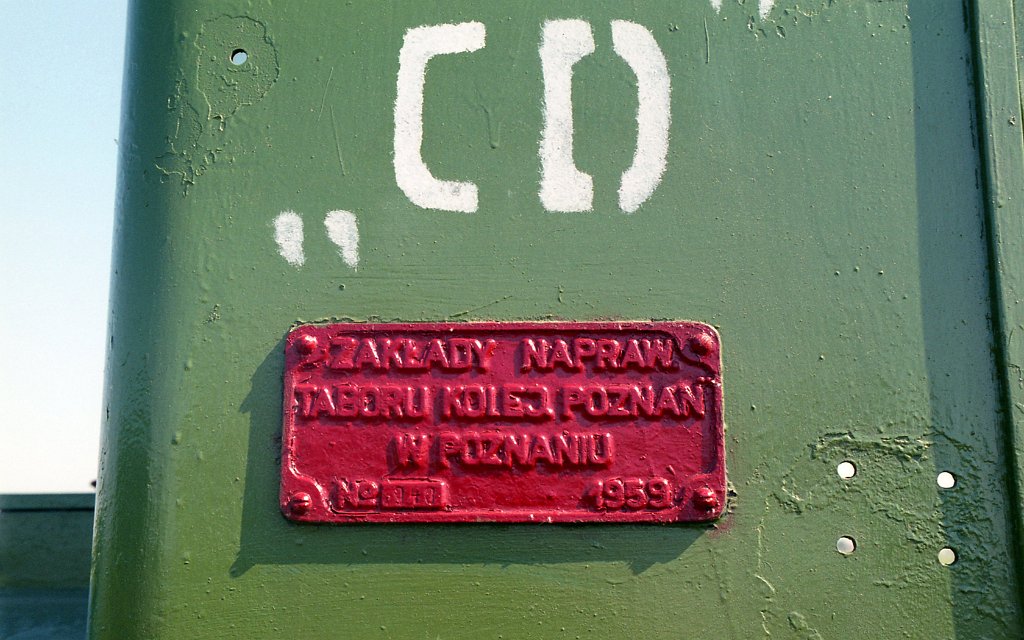 CD
„
ZAKŁADY NAPRAW.
TABORU KOLEJ. POZNAŃ
W POZNANIU
No
1959